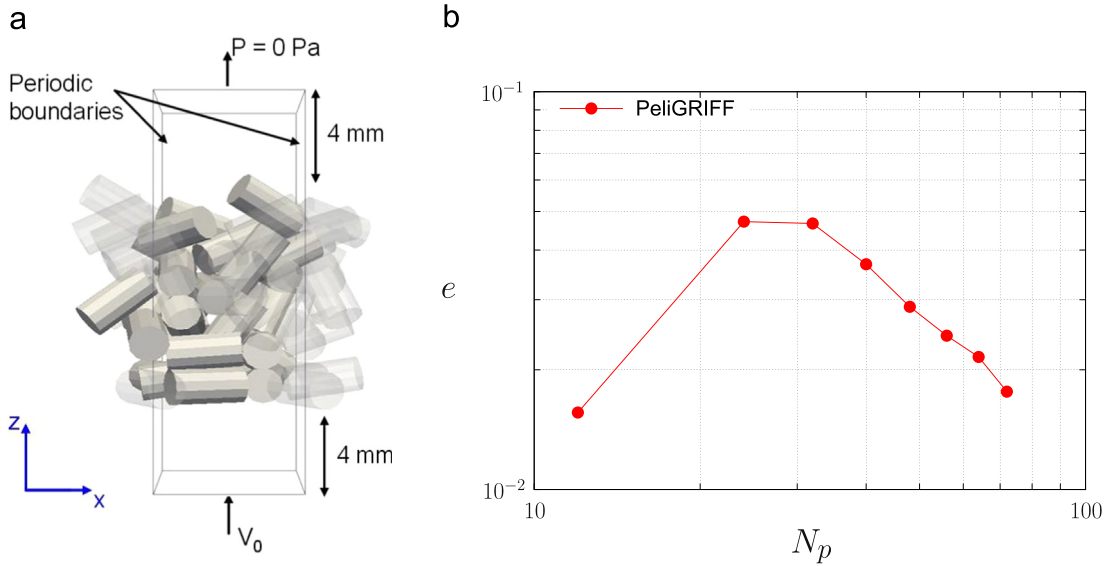 a
P = 0 Pa
Periodic
boundaries
4 mm
4 mm
z
x
V₀
b
10⁻¹
PeliGRIFF
e
10⁻²
10
100
Nₚ